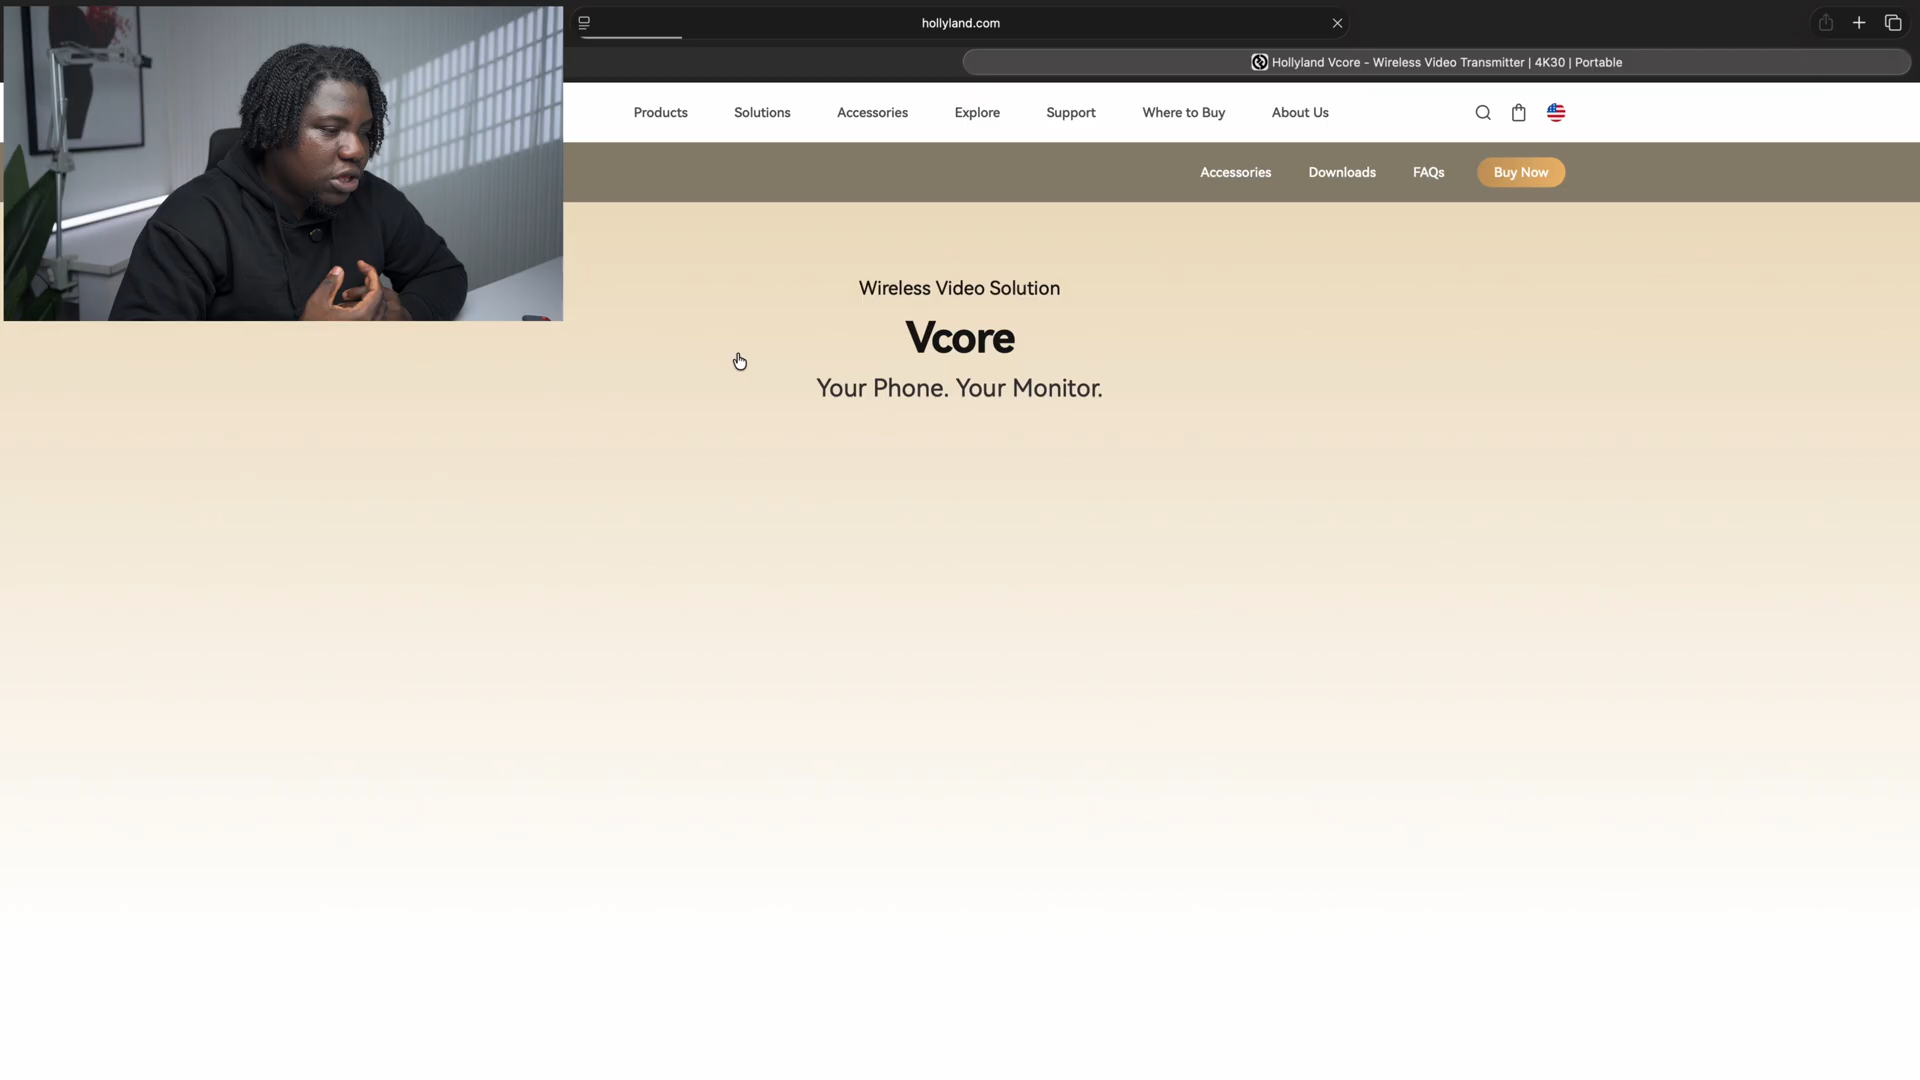 hollyland.com
Hollyland Vcore - Wireless Video Transmitter | 4K30 | Portable
Products Solutions Accessories Explore Support Where to Buy About Us
Accessories Downloads FAQs Buy Now
Wireless Video Solution
Vcore
Your Phone. Your Monitor.